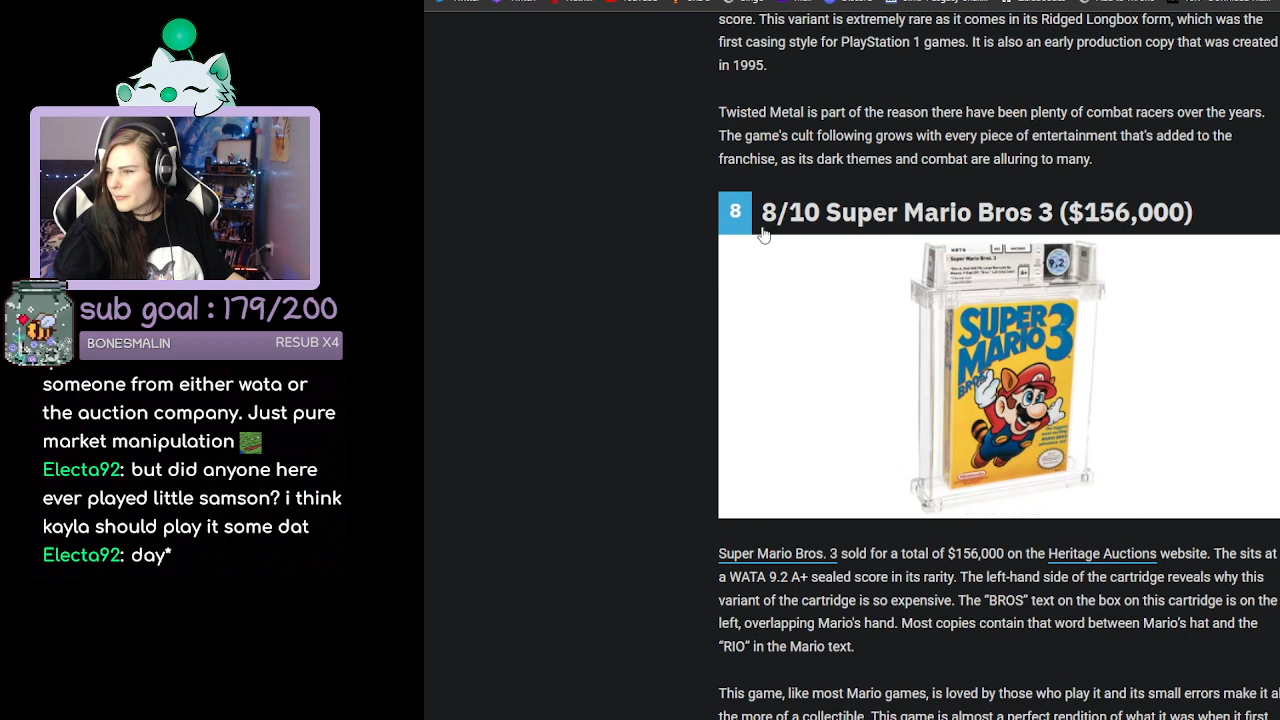 score. This variant is extremely rare as it comes in its Ridged Longbox form, which was the
first casing style for PlayStation 1 games. It is also an early production copy that was created
in 1995.
Twisted Metal is part of the reason there have been plenty of combat racers over the years.
The game's cult following grows with every piece of entertainment that's added to the
franchise, as its dark themes and combat are alluring to many.
8
8/10 Super Mario Bros 3 ($156,000)
Super Mario Bros. 3
9.2
A+
SUPER
MARIO 3
BROS
Nintendo
Super Mario Bros. 3 sold for a total of $156,000 on the Heritage Auctions website. The sits at
a WATA 9.2 A+ sealed score in its rarity. The left-hand side of the cartridge reveals why this
variant of the cartridge is so expensive. The “BROS” text on the box on this cartridge is on the
left, overlapping Mario's hand. Most copies contain that word between Mario's hat and the
“RIO” in the Mario text.
This game, like most Mario games, is loved by those who play it and its small errors make it al
the more of a collectible. This game is almost a perfect rendition of what it was when it first
sub goal : 179/200
BONESMALIN RESUB X4
someone from either wata or
the auction company. Just pure
market manipulation
Electa92: but did anyone here
ever played little samson? i think
kayla should play it some dat
Electa92: day*